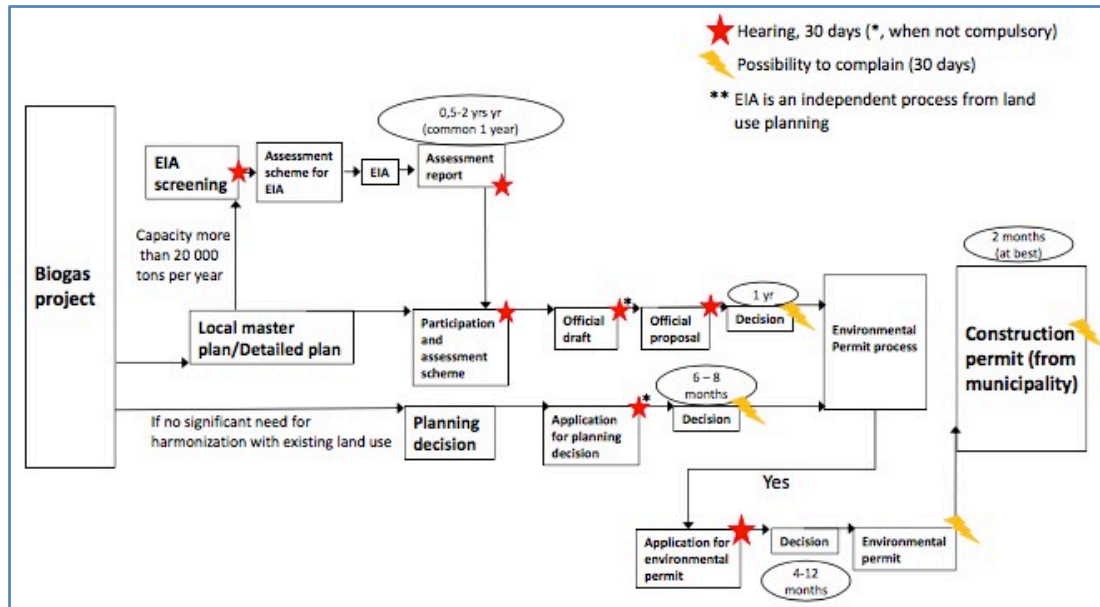 Hearing, 30 days (*, when not compulsory)
Possibility to complain (30 days)
** EIA is an independent process from land
use planning
0,5-2 yrs yr
(common 1 year)
EIA
screening
Assessment
scheme for
EIA
EIA
Assessment
report
Capacity more
than 20 000
tons per year
2 months
(at best)
Biogas
project
Local master
plan/Detailed plan
Participation
and
assessment
scheme
Official
draft
*
Official
proposal
1 yr
Decision
Environmental
Permit process
Construction
permit (from
municipality)
If no significant need for
harmonization with existing land use
Planning
decision
Application
for planning
decision
*
6 – 8
months
Decision
Yes
Application for
environmental
permit
Decision
4-12
months
Environmental
permit